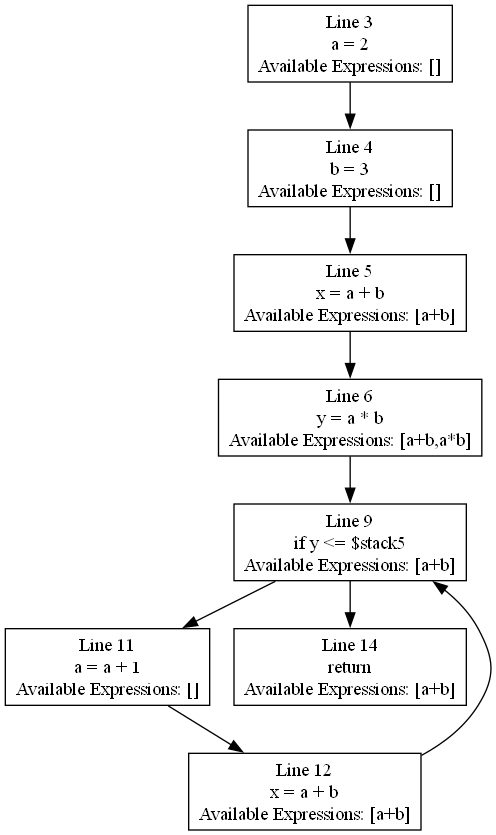 Line 3
a = 2
Available Expressions: []
Line 4
b = 3
Available Expressions: []
Line 5
x = a + b
Available Expressions: [a+b]
Line 6
y = a * b
Available Expressions: [a+b,a*b]
Line 9
if y <= $stack5
Available Expressions: [a+b]
Line 11
a = a + 1
Available Expressions: []
Line 14
return
Available Expressions: [a+b]
Line 12
x = a + b
Available Expressions: [a+b]